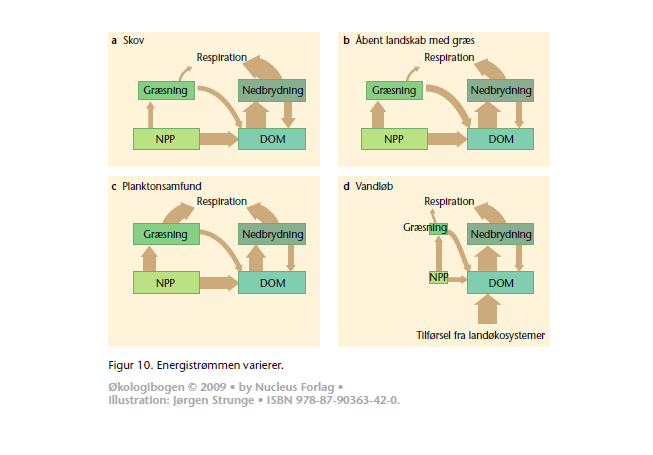 a Skov
Respiration
Græsning
Nedbrydning
NPP
DOM
b Åbent landskab med græs
Respiration
Græsning
Nedbrydning
NPP
DOM
c Planktonsamfund
Respiration
Græsning
Nedbrydning
NPP
DOM
d Vandløb
Respiration
Græsning
Nedbrydning
NPP
DOM
Tilførsel fra landøkosystemer
Figur 10. Energistrømmen varierer.
Økologibogen © 2009 • by Nucleus Forlag •
Illustration: Jørgen Strunge • ISBN 978-87-90363-42-0.